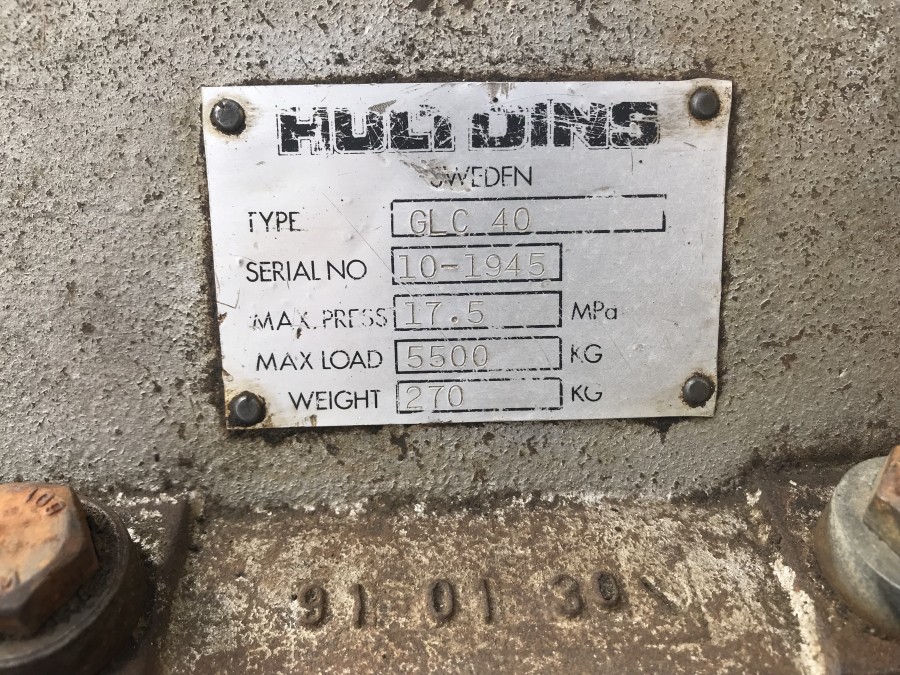 HULTDINS
SWEDEN
TYPE GLC 40
SERIAL NO 10-1945
MAX. PRESS 17.5 MPa
MAX LOAD 5500 KG
WEIGHT 270 KG
91 01 30